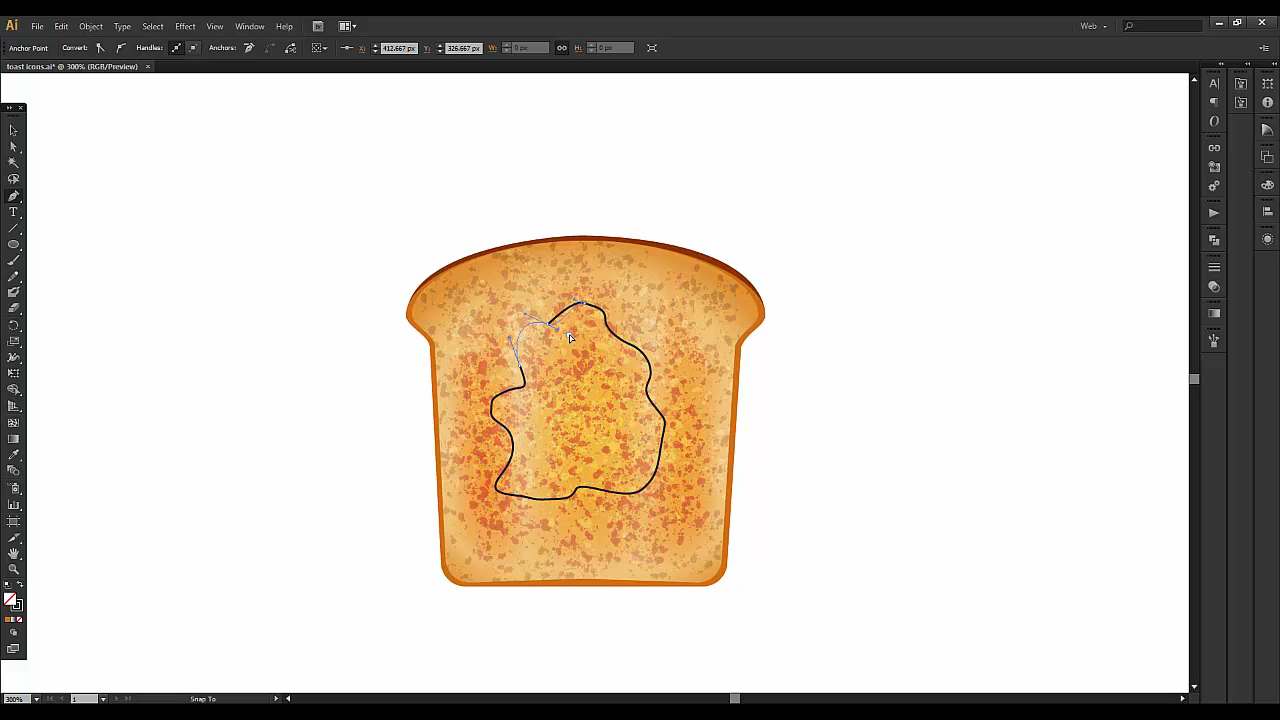 Ai File Edit Object Type Select Effect View Window Help Br Web
Anchor Point Convert: Handles: Anchors: X: 412.667 px Y: 326.667 px W: 0 px H: 0 px
toast icons.ai* @ 300% (RGB/Preview) ×
300% 1 Snap To